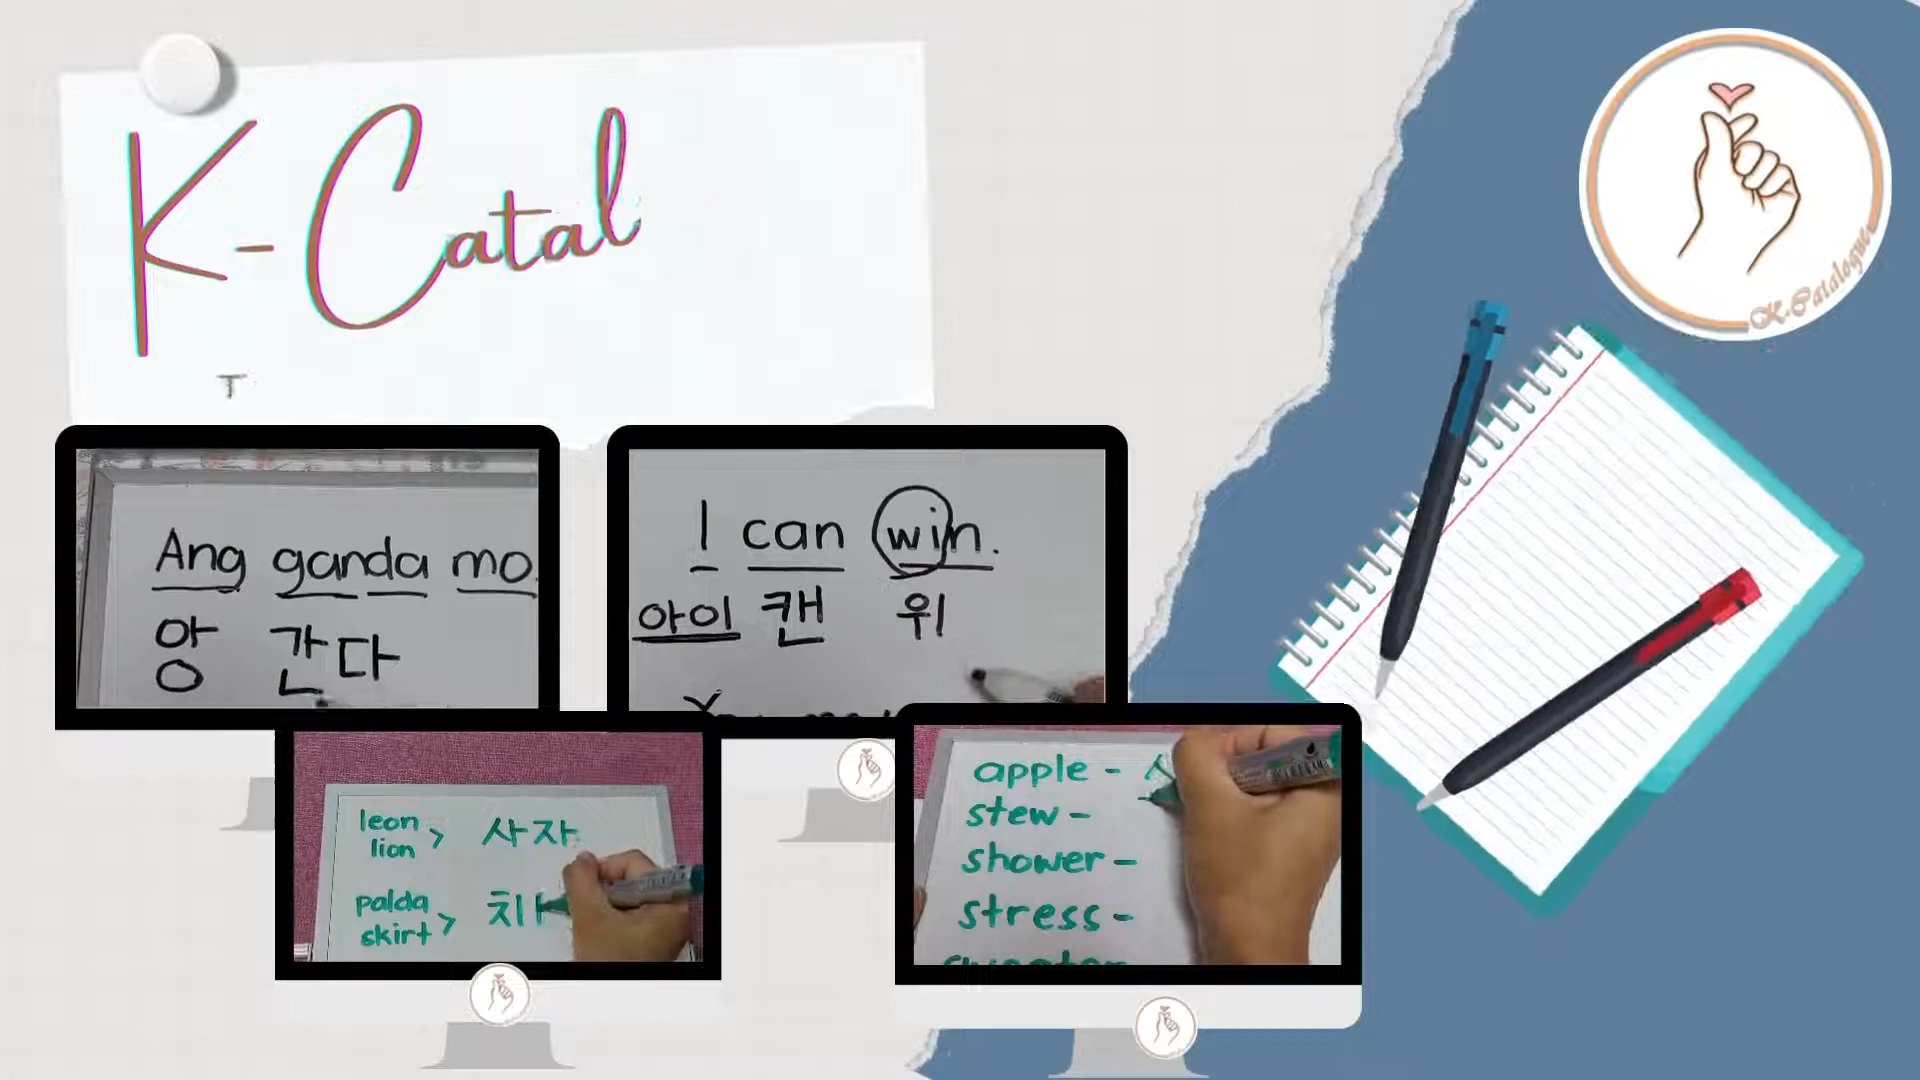 K-Catal
T
K-Catalogue
Ang ganda mo.
앙 간다
I can win.
아이 캔 위
leon
lion > 사자
palda
skirt > 치
apple -
stew -
shower -
stress -